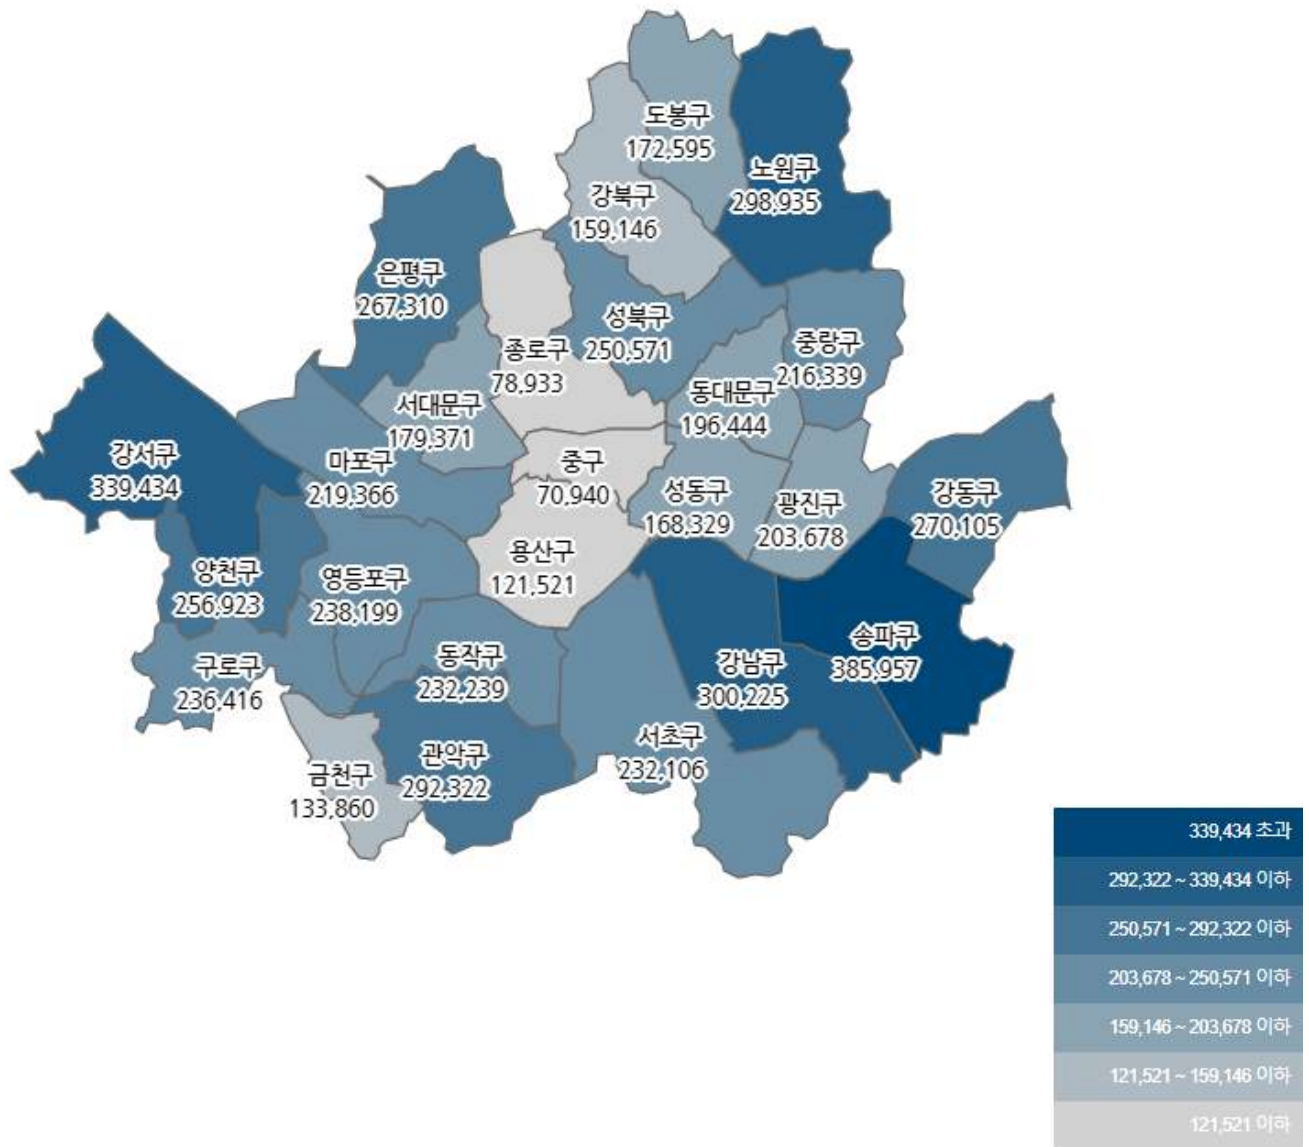 도봉구
172,595
노원구
298,935
강북구
159,146
은평구
267,310
성북구
250,571
종로구
78,933
중랑구
216,339
동대문구
196,444
서대문구
179,371
강서구
339,434
마포구
219,366
중구
70,940
성동구
168,329
광진구
203,678
강동구
270,105
양천구
256,923
영등포구
238,199
용산구
121,521
구로구
236,416
동작구
232,239
강남구
300,225
송파구
385,957
서초구
232,106
관악구
292,322
금천구
133,860
339,434 초과
292,322 ~ 339,434 이하
250,571 ~ 292,322 이하
203,678 ~ 250,571 이하
159,146 ~ 203,678 이하
121,521 ~ 159,146 이하
121,521 이하